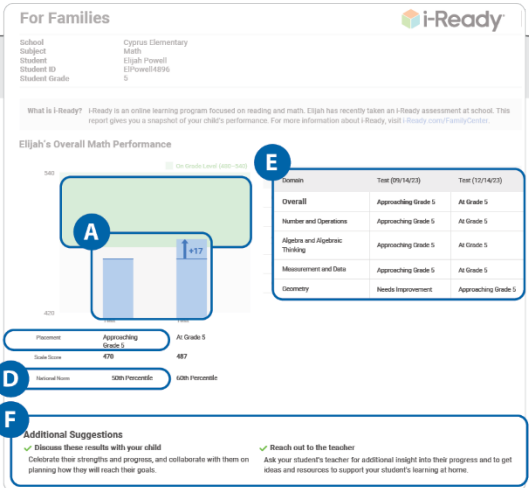 For Families
i-Ready
School Cyprus Elementary
Subject Math
Student Elijah Powell
Student ID ElPowell4896
Student Grade 5
What is i-Ready? i-Ready is an online learning program focused on reading and math. Elijah has recently taken an i-Ready assessment at school. This
report gives you a snapshot of your child's performance. For more information about i-Ready, visit i-Ready.com/FamilyCenter.
Elijah's Overall Math Performance
540
A
+17
420
E
Domain Test (09/14/23) Test (12/14/23)
Overall Approaching Grade 5 At Grade 5
Number and Operations Approaching Grade 5 At Grade 5
Algebra and Algebraic
Thinking Approaching Grade 5 At Grade 5
Measurement and Data Approaching Grade 5 At Grade 5
Geometry Needs Improvement Approaching Grade 5
Placement Approaching
Grade 5 At Grade 5
Scale Score 470 487
D
National Norm 50th Percentile 60th Percentile
F
Additional Suggestions
Discuss these results with your child
Celebrate their strengths and progress, and collaborate with them on
planning how they will reach their goals.
Reach out to the teacher
Ask your student's teacher for additional insight into their progress and to get
ideas and resources to support your student's learning at home.